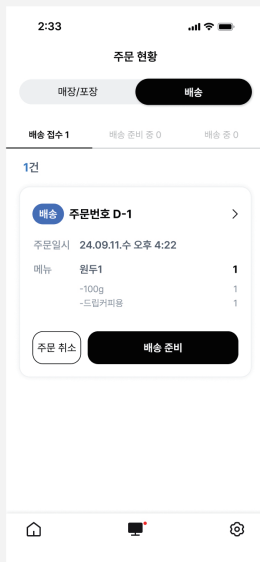 2:33
주문 현황
매장/포장 배송
배송 접수 1 배송 준비 중 0 배송 중 0
1건
배송 주문번호 D-1
주문일시 24.09.11.수 오후 4:22
메뉴 원두1 1
-100g 1
-드립커피용 1
주문 취소 배송 준비